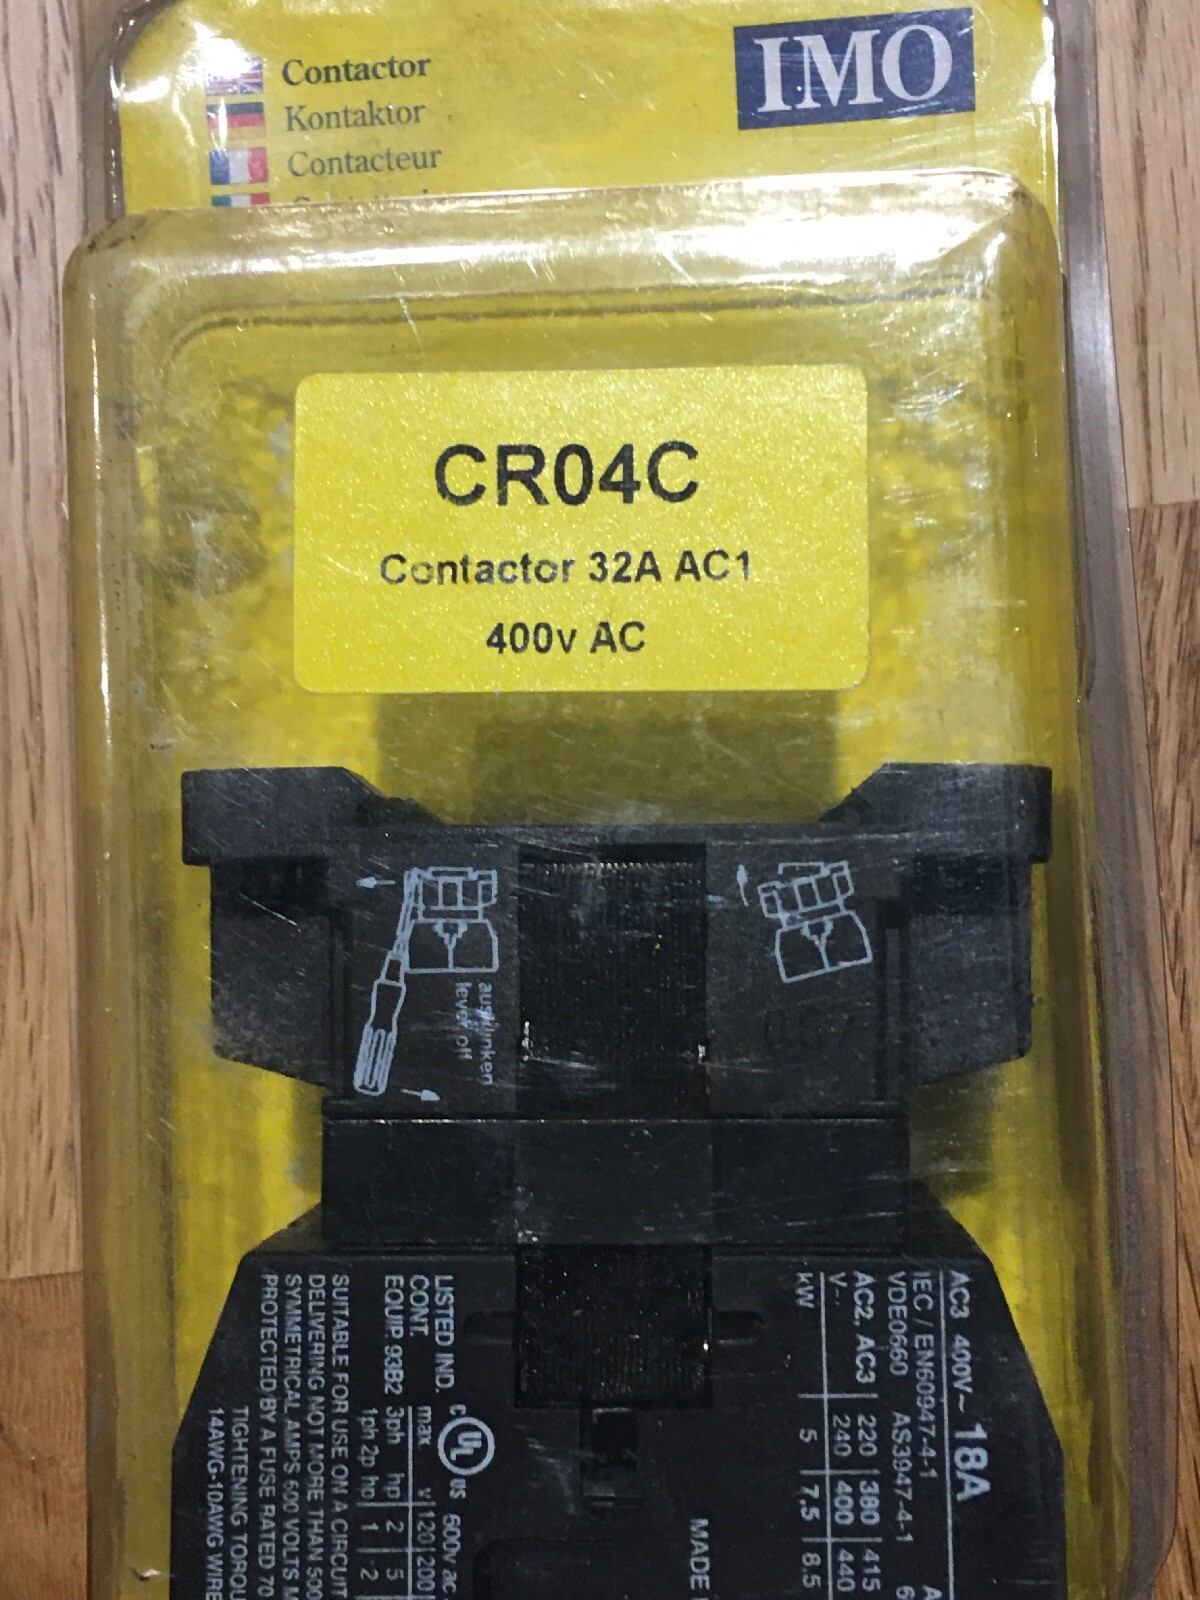 IMO
Contactor
Kontaktor
Contacteur
CR04C
Contactor 32A AC1
400v AC
lever off
AC3 400V~ 18A
IEC / EN60947-4-1
VDE0660 AS3947-4-1
AC2, AC3 220 380 415
V~ 240 400 440
kW 5 7,5 8,5
MADE
LISTED IND.
CONT.
EQUIP. 93B2
c UL us 600v ac
max v 120 200
3ph hp 2 5
1ph 2p hp 1 2
SUITABLE FOR USE ON A CIRCUIT
DELIVERING NOT MORE THAN 500
SYMMETRICAL AMPS 600 VOLTS
PROTECTED BY A FUSE RATED 70
TIGHTENING
14AWG-10AWG WIRE